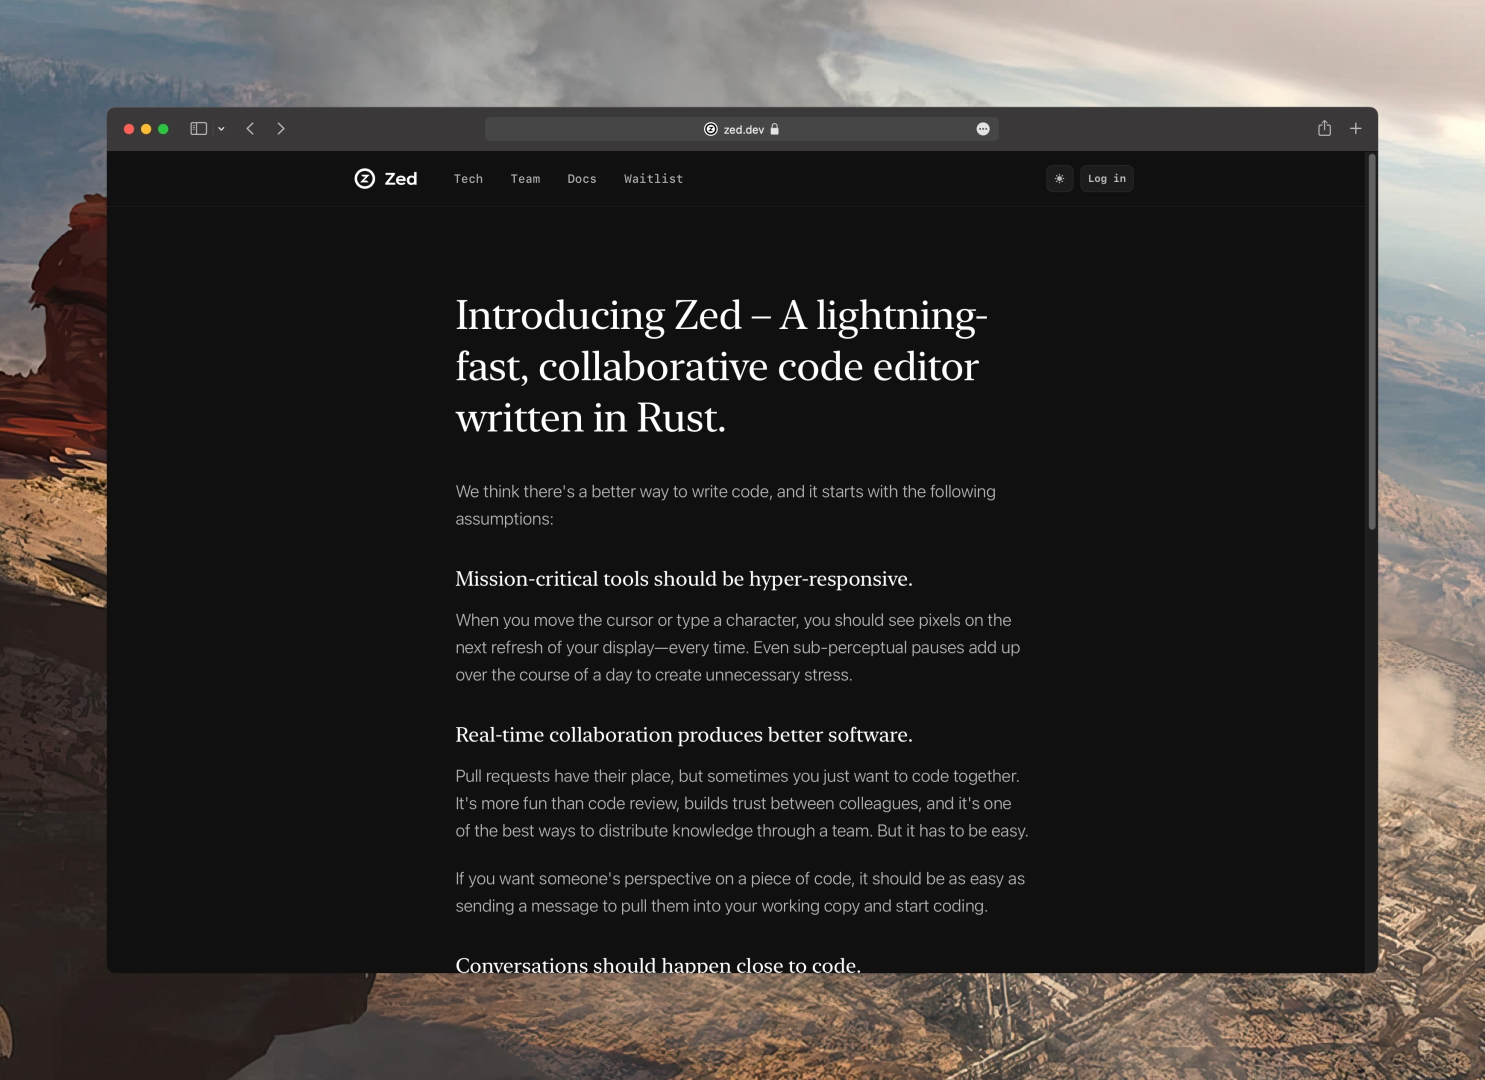 zed.dev
Zed
Tech
Team
Docs
Waitlist
Log in
Introducing Zed – A lightning-
fast, collaborative code editor
written in Rust.
We think there's a better way to write code, and it starts with the following
assumptions:
Mission-critical tools should be hyper-responsive.
When you move the cursor or type a character, you should see pixels on the
next refresh of your display—every time. Even sub-perceptual pauses add up
over the course of a day to create unnecessary stress.
Real-time collaboration produces better software.
Pull requests have their place, but sometimes you just want to code together.
It's more fun than code review, builds trust between colleagues, and it's one
of the best ways to distribute knowledge through a team. But it has to be easy.
If you want someone's perspective on a piece of code, it should be as easy as
sending a message to pull them into your working copy and start coding.
Conversations should happen close to code.